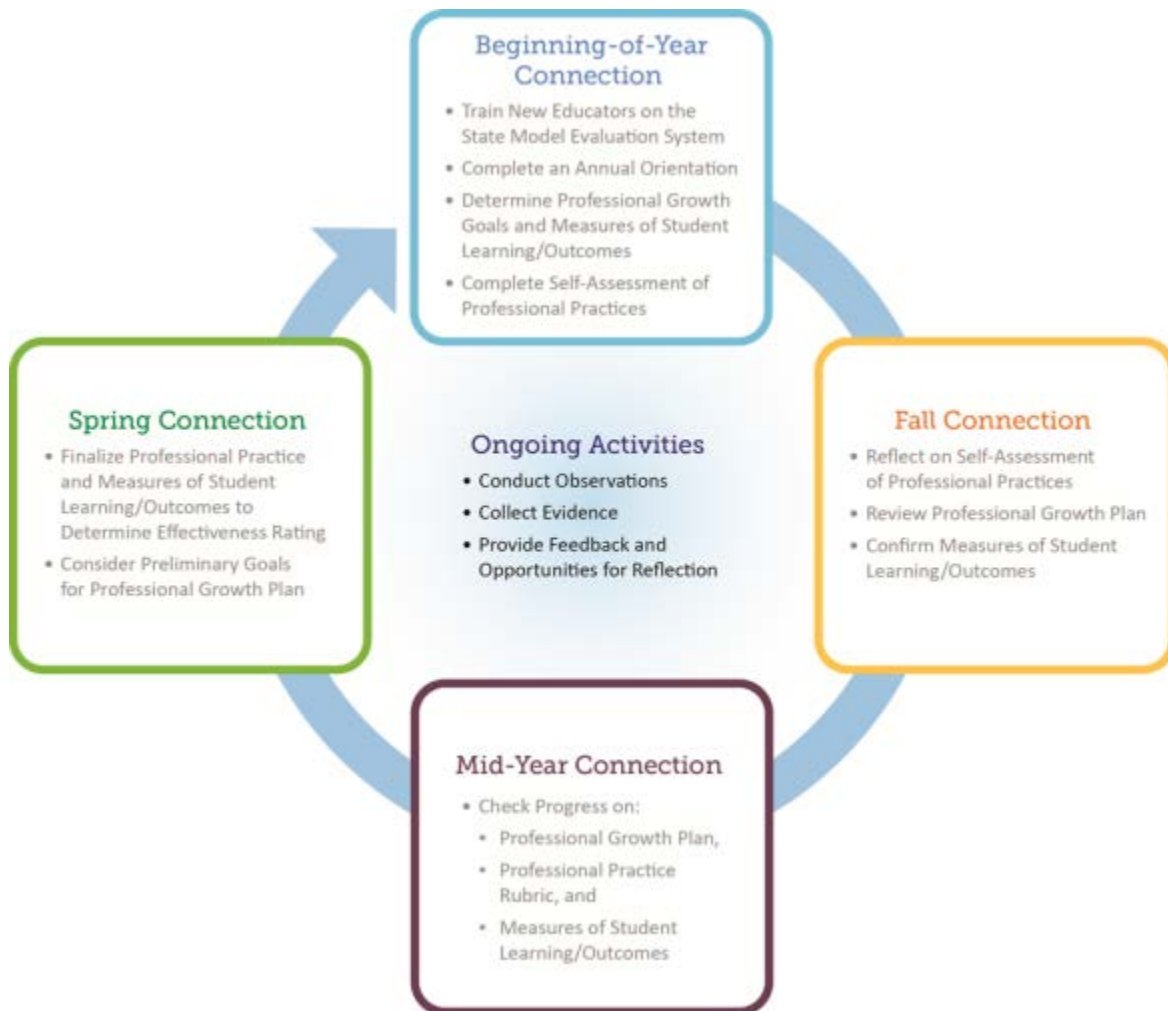 Beginning-of-Year
Connection
• Train New Educators on the
State Model Evaluation System
• Complete an Annual Orientation
• Determine Professional Growth
Goals and Measures of Student
Learning/Outcomes
• Complete Self-Assessment of
Professional Practices
Fall Connection
• Reflect on Self-Assessment
of Professional Practices
• Review Professional Growth Plan
• Confirm Measures of Student
Learning/Outcomes
Mid-Year Connection
• Check Progress on:
• Professional Growth Plan,
• Professional Practice
Rubric, and
• Measures of Student
Learning/Outcomes
Spring Connection
• Finalize Professional Practice
and Measures of Student
Learning/Outcomes to
Determine Effectiveness Rating
• Consider Preliminary Goals
for Professional Growth Plan
Ongoing Activities
• Conduct Observations
• Collect Evidence
• Provide Feedback and
Opportunities for Reflection